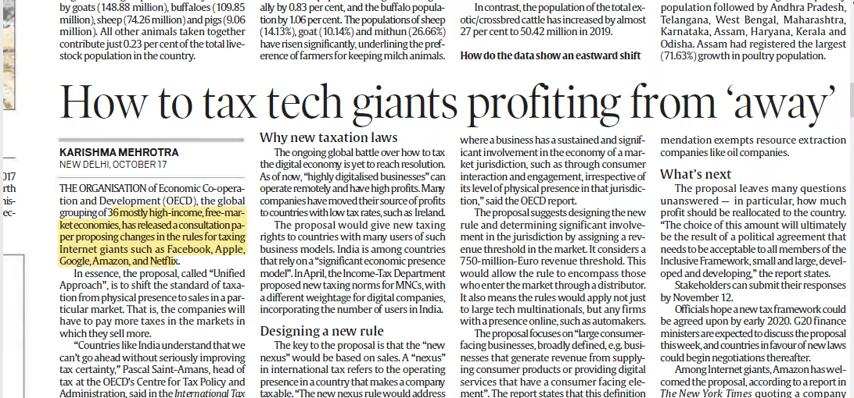 by goats (148.88 million), buffaloes (109.85
million), sheep (74.26 million) and pigs (9.06
million). All other animals taken together
contribute just 0.23 per cent of the total live-
stock population in the country.
ally by 0.83 per cent, and the buffalo popula-
tion by 1.06 per cent. The populations of sheep
(14.13%), goat (10.14%) and mithun (26.66%)
have risen significantly, underlining the pref-
erence of farmers for keeping milch animals.
In contrast, the population of the total ex-
otic/crossbred cattle has increased by almost
27 per cent to 50.42 million in 2019.
How do the data show an eastward shift
population followed by Andhra Pradesh,
Telangana, West Bengal, Maharashtra,
Karnataka, Assam, Haryana, Kerala and
Odisha. Assam had registered the largest
(71.63%) growth in poultry population.
How to tax tech giants profiting from ‘away’
017
rth
his-
ec-
KARISHMA MEHROTRA
NEW DELHI, OCTOBER 17
THE ORGANISATION of Economic Co-opera-
tion and Development (OECD), the global
grouping of 36 mostly high-income, free-mar-
ket economies, has released a consultation pa-
per proposing changes in the rules for taxing
Internet giants such as Facebook, Apple,
Google, Amazon, and Netflix.
In essence, the proposal, called “Unified
Approach”, is to shift the standard of taxa-
tion from physical presence to sales in a par-
ticular market. That is, the companies will
have to pay more taxes in the markets in
which they sell more.
“Countries like India understand that we
can’t go ahead without seriously improving
tax certainty,” Pascal Saint-Amans, head of
tax at the OECD’s Centre for Tax Policy and
Administration, said in the International Tax
Why new taxation laws
The ongoing global battle over how to tax
the digital economy is yet to reach resolution.
As of now, “highly digitalised businesses” can
operate remotely and have high profits. Many
companies have moved their source of profits
to countries with low tax rates, such as Ireland.
The proposal would give new taxing
rights to countries with many users of such
business models. India is among countries
that rely on a “significant economic presence
model”. In April, the Income-Tax Department
proposed new taxing norms for MNCs, with
a different weightage for digital companies,
incorporating the number of users in India.
Designing a new rule
The key to the proposal is that the “new
nexus” would be based on sales. A “nexus”
in international tax refers to the operating
presence in a country that makes a company
taxable. “The new nexus rule would address
where a business has a sustained and signif-
icant involvement in the economy of a mar-
ket jurisdiction, such as through consumer
interaction and engagement, irrespective of
its level of physical presence in that jurisdic-
tion,” said the OECD report.
The proposal suggests designing the new
rule and determining significant involve-
ment in the jurisdiction by assigning a rev-
enue threshold in the market. It considers a
750-million-Euro revenue threshold. This
would allow the rule to encompass those
who enter the market through a distributor.
It also means the rules would apply not just
to large tech multinationals, but any firms
with a presence online, such as automakers.
The proposal focuses on “large consumer-
facing businesses, broadly defined, e.g. busi-
nesses that generate revenue from supply-
ing consumer products or providing digital
services that have a consumer facing ele-
ment”. The report states that this definition
mendation exempts resource extraction
companies like oil companies.
What’s next
The proposal leaves many questions
unanswered — in particular, how much
profit should be reallocated to the country.
“The choice of this amount will ultimately
be the result of a political agreement that
needs to be acceptable to all members of the
Inclusive Framework, small and large, devel-
oped and developing,” the report states.
Stakeholders can submit their responses
by November 12.
Officials hope a new tax framework could
be agreed upon by early 2020. G20 finance
ministers are expected to discuss the proposal
this week, and countries in favour of new laws
could begin negotiations thereafter.
Among Internet giants, Amazon has wel-
comed the proposal, according to a report in
The New York Times quoting a company